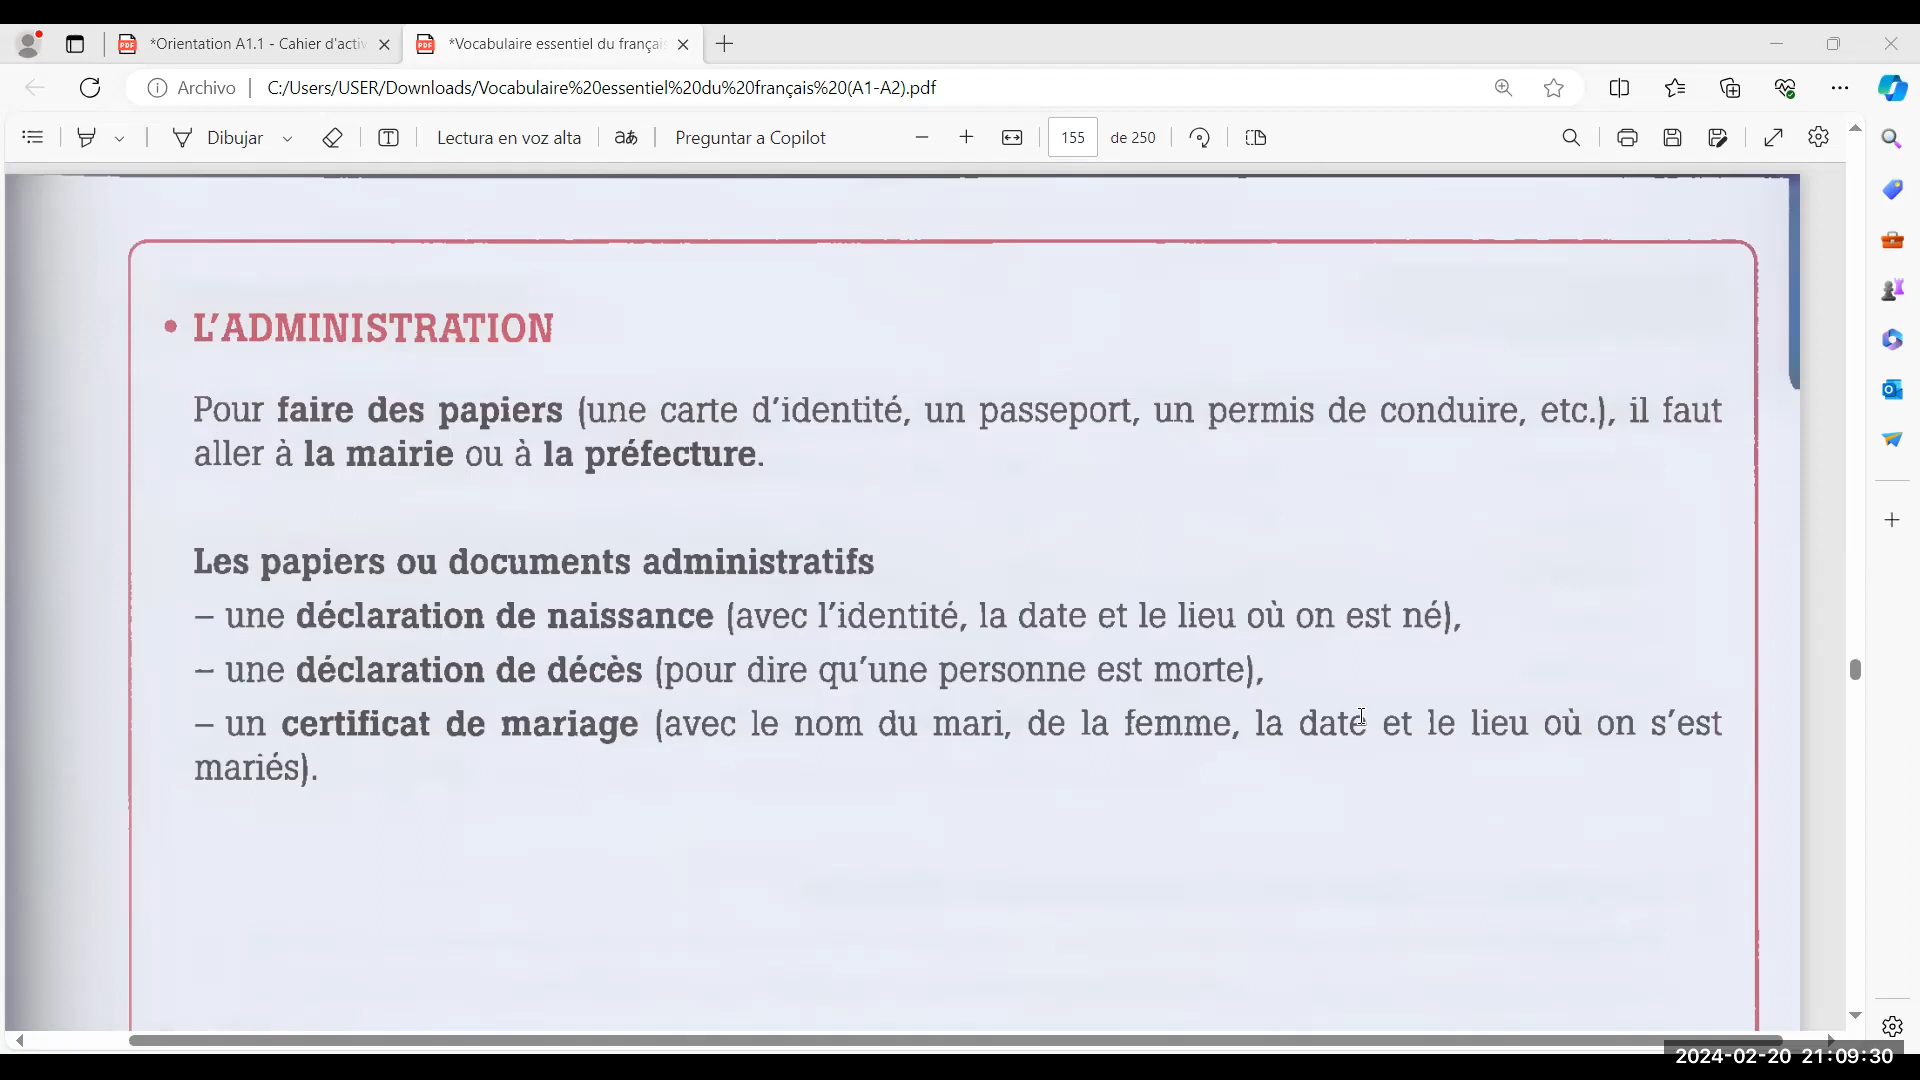 *Orientation A1.1 - Cahier d'activ
*Vocabulaire essentiel du françai
Archivo
C:/Users/USER/Downloads/Vocabulaire%20essentiel%20du%20français%20(A1-A2).pdf
Dibujar
Lectura en voz alta
aあ
Preguntar a Copilot
155
de 250
• L'ADMINISTRATION
Pour faire des papiers (une carte d'identité, un passeport, un permis de conduire, etc.), il faut
aller à la mairie ou à la préfecture.
Les papiers ou documents administratifs
– une déclaration de naissance (avec l'identité, la date et le lieu où on est né),
– une déclaration de décès (pour dire qu'une personne est morte),
– un certificat de mariage (avec le nom du mari, de la femme, la date et le lieu où on s'est
mariés).
2024-02-20 21:09:30